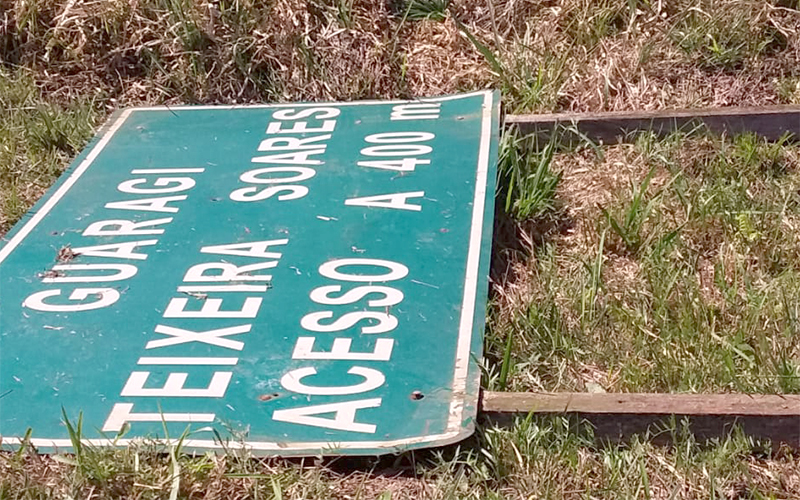 GUARAGI
TEIXEIRA SOARES
ACESSO A 400 m